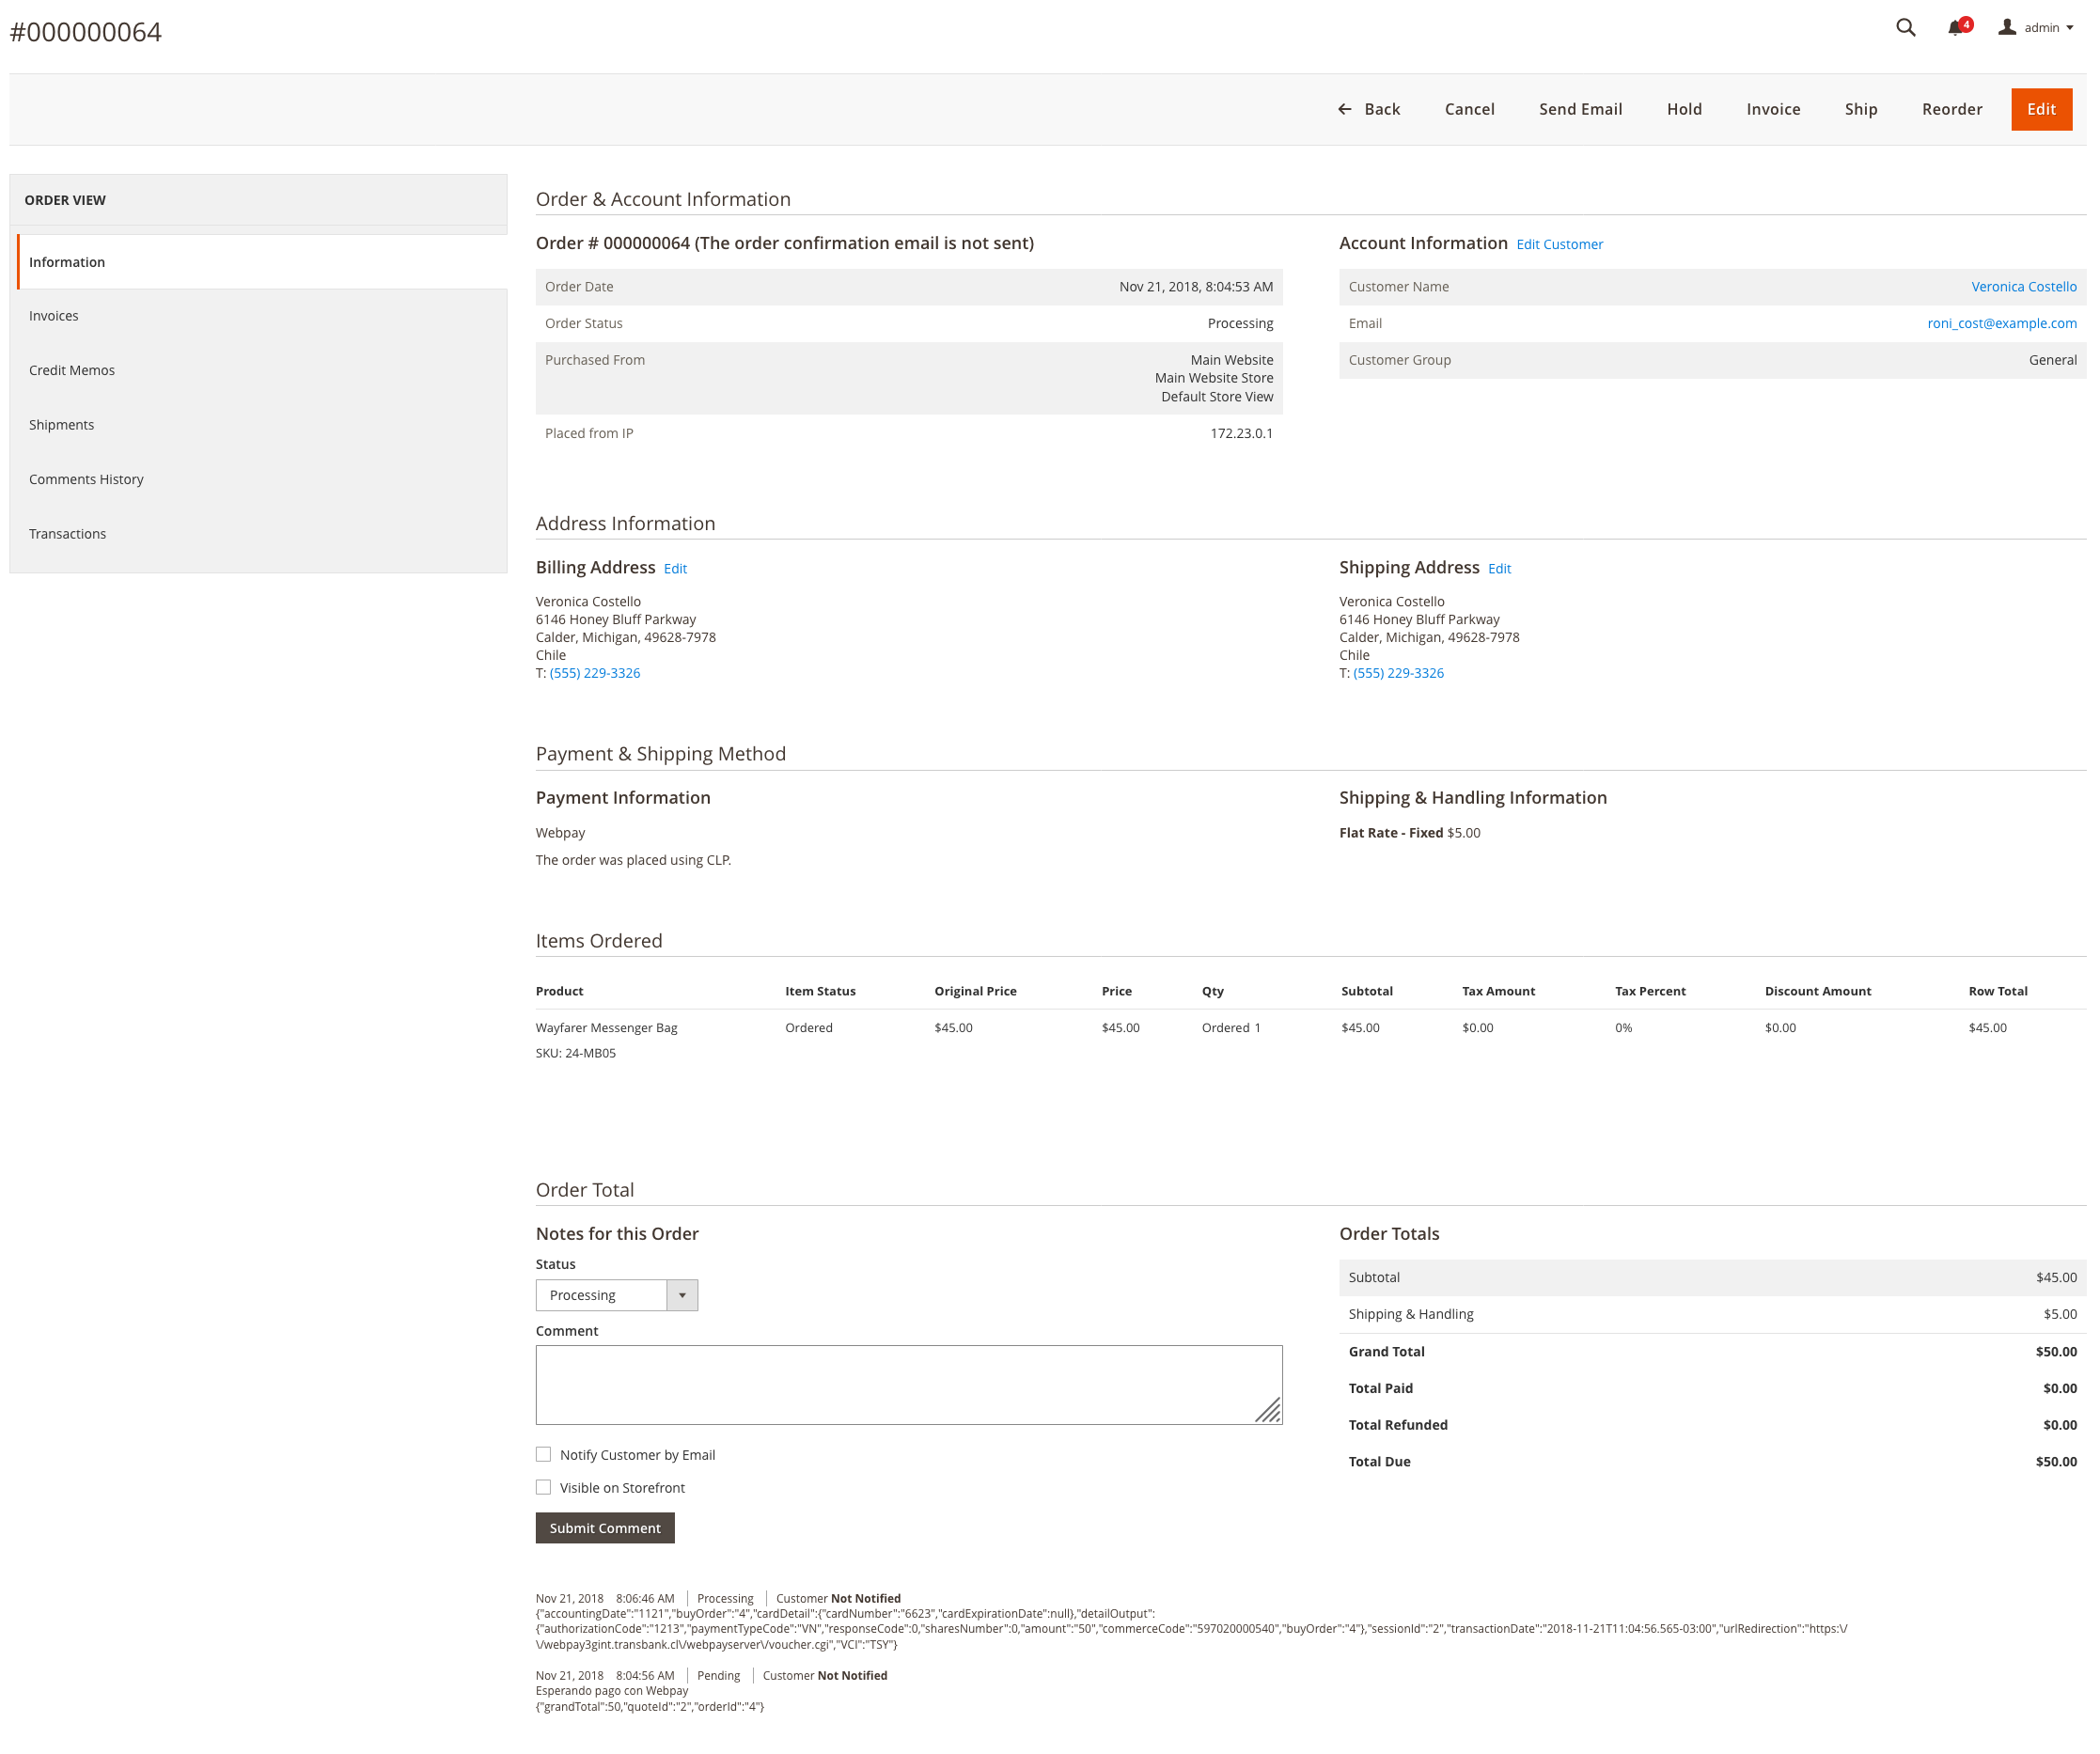 #000000064
4
admin
Back Cancel Send Email Hold Invoice Ship Reorder Edit
ORDER VIEW
Information
Invoices
Credit Memos
Shipments
Comments History
Transactions
Order & Account Information
Order # 000000064 (The order confirmation email is not sent)
Order Date Nov 21, 2018, 8:04:53 AM
Order Status Processing
Purchased From Main Website
Main Website Store
Default Store View
Placed from IP 172.23.0.1
Account Information Edit Customer
Customer Name Veronica Costello
Email roni_cost@example.com
Customer Group General
Address Information
Billing Address Edit
Veronica Costello
6146 Honey Bluff Parkway
Calder, Michigan, 49628-7978
Chile
T: (555) 229-3326
Shipping Address Edit
Veronica Costello
6146 Honey Bluff Parkway
Calder, Michigan, 49628-7978
Chile
T: (555) 229-3326
Payment & Shipping Method
Payment Information
Webpay
The order was placed using CLP.
Shipping & Handling Information
Flat Rate - Fixed $5.00
Items Ordered
Product Item Status Original Price Price Qty Subtotal Tax Amount Tax Percent Discount Amount Row Total
Wayfarer Messenger Bag Ordered $45.00 $45.00 Ordered 1 $45.00 $0.00 0% $0.00 $45.00
SKU: 24-MB05
Order Total
Notes for this Order
Status
Processing
Comment
Notify Customer by Email
Visible on Storefront
Submit Comment
Order Totals
Subtotal $45.00
Shipping & Handling $5.00
Grand Total $50.00
Total Paid $0.00
Total Refunded $0.00
Total Due $50.00
Nov 21, 2018 8:06:46 AM Processing Customer Not Notified
{"accountingDate":"1121","buyOrder":"4","cardDetail":{"cardNumber":"6623","cardExpirationDate":null},"detailOutput":
{"authorizationCode":"1213","paymentTypeCode":"VN","responseCode":0,"sharesNumber":0,"amount":"50","commerceCode":"597020000540","buyOrder":"4"},"sessionId":"2","transactionDate":"2018-11-21T11:04:56.565-03:00","urlRedirection":"https:\/
\/webpay3gint.transbank.cl\/webpayserver\/voucher.cgi","VCI":"TSY"}
Nov 21, 2018 8:04:56 AM Pending Customer Not Notified
Esperando pago con Webpay
{"grandTotal":50,"quoteId":"2","orderId":"4"}